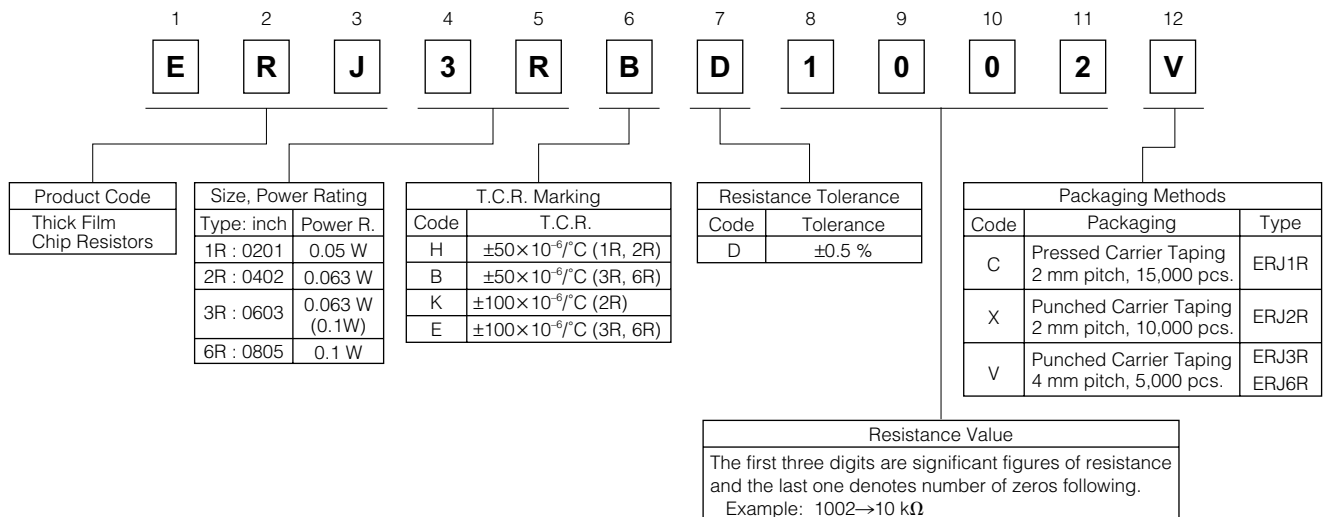 1 2 3 4 5 6 7 8 9 10 11 12
E R J 3 R B D 1 0 0 2 V
Product Code
Thick Film
Chip Resistors
Size, Power Rating
Type: inch Power R.
1R : 0201 0.05 W
2R : 0402 0.063 W
3R : 0603 0.063 W
(0.1W)
6R : 0805 0.1 W
T.C.R. Marking
Code T.C.R.
H ±50×10⁻⁶/°C (1R, 2R)
B ±50×10⁻⁶/°C (3R, 6R)
K ±100×10⁻⁶/°C (2R)
E ±100×10⁻⁶/°C (3R, 6R)
Resistance Tolerance
Code Tolerance
D ±0.5 %
Packaging Methods
Code Packaging Type
C Pressed Carrier Taping
2 mm pitch, 15,000 pcs. ERJ1R
X Punched Carrier Taping
2 mm pitch, 10,000 pcs. ERJ2R
V Punched Carrier Taping ERJ3R
4 mm pitch, 5,000 pcs. ERJ6R
Resistance Value
The first three digits are significant figures of resistance
and the last one denotes number of zeros following.
Example: 1002→10 kΩ